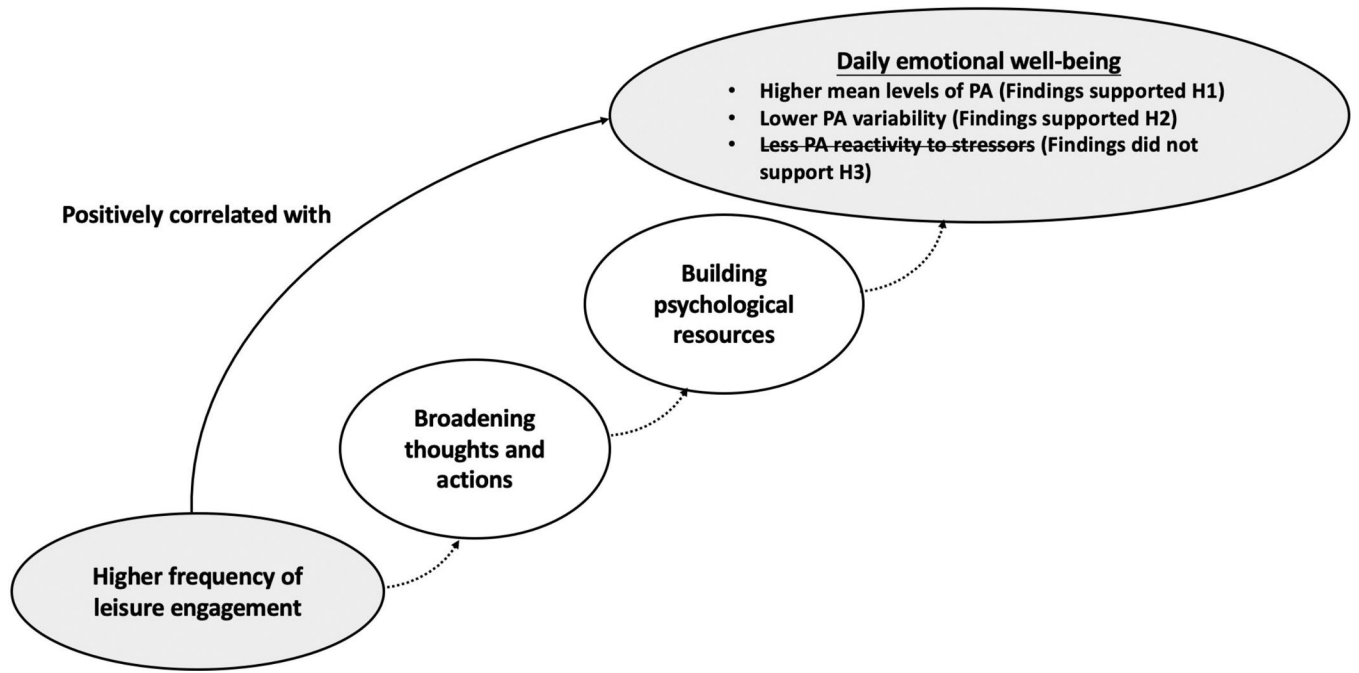 Daily emotional well-being
• Higher mean levels of PA (Findings supported H1)
• Lower PA variability (Findings supported H2)
• Less PA reactivity to stressors (Findings did not
support H3)
Positively correlated with
Building
psychological
resources
Broadening
thoughts and
actions
Higher frequency of
leisure engagement